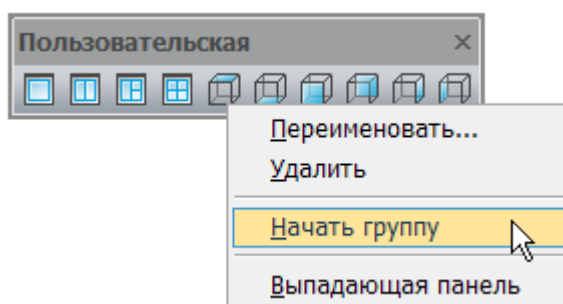 Пользовательская
Переименовать...
Удалить
Начать группу
Выпадающая панель